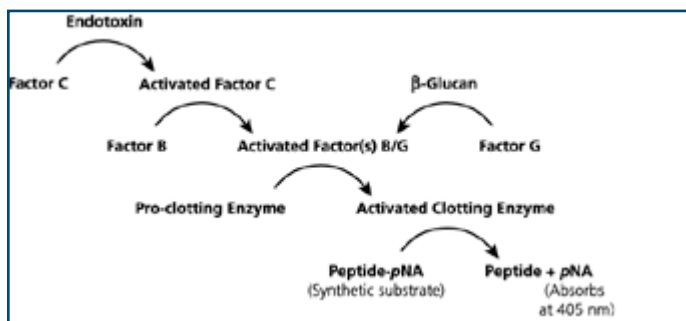 Endotoxin
Factor C Activated Factor C β-Glucan
Factor B Activated Factor(s) B/G Factor G
Pro-clotting Enzyme Activated Clotting Enzyme
Peptide-pNA Peptide + pNA
(Synthetic substrate) (Absorbs
at 405 nm)